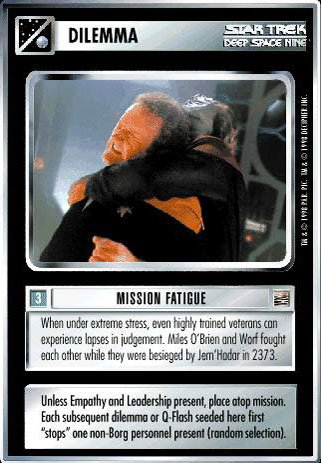 DILEMMA
STAR TREK
DEEP SPACE NINE
TM & © 1998 PAR. PIC. TM & © 1998 DECIPHER INC.
3
MISSION FATIGUE
When under extreme stress, even highly trained veterans can
experience lapses in judgement. Miles O'Brien and Worf fought
each other while they were besieged by Jem'Hadar in 2373.
Unless Empathy and Leadership present, place atop mission.
Each subsequent dilemma or Q-Flash seeded here first
"stops" one non-Borg personnel present (random selection).